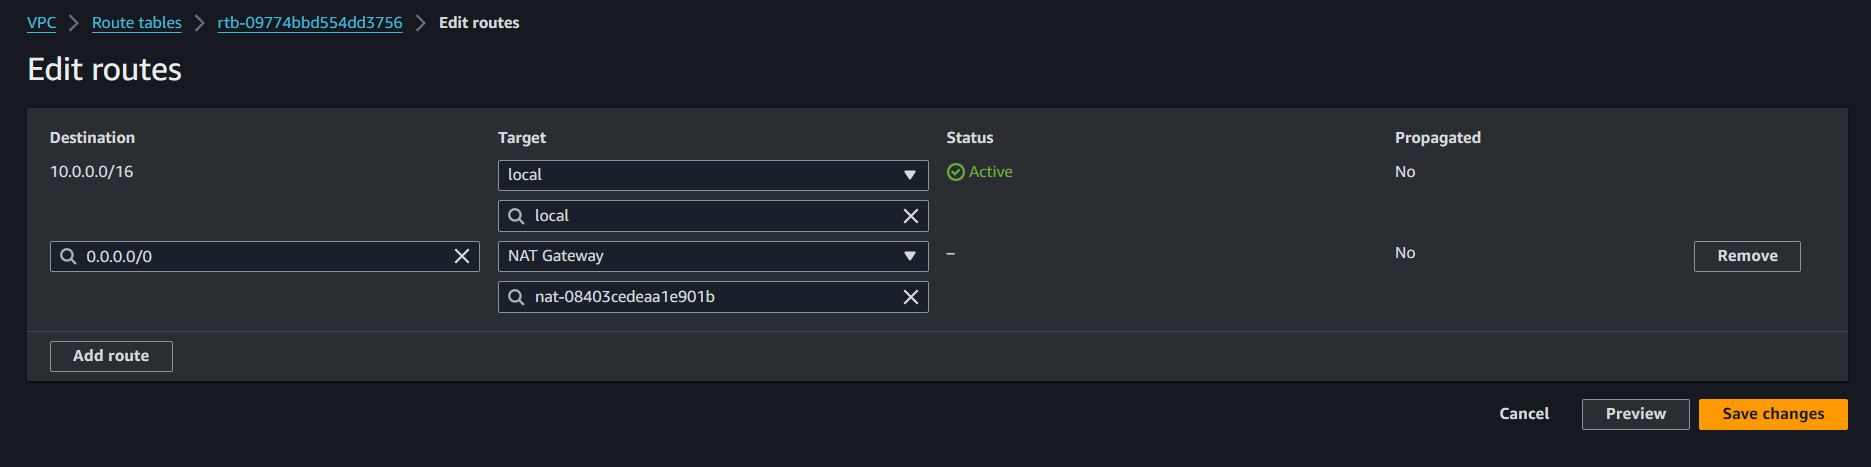 VPC > Route tables > rtb-09774bbd554dd3756 > Edit routes
Edit routes
Destination Target Status Propagated
10.0.0.0/16 local Active No
local
0.0.0.0/0 NAT Gateway – No Remove
nat-08403cedeaa1e901b
Add route
Cancel Preview Save changes